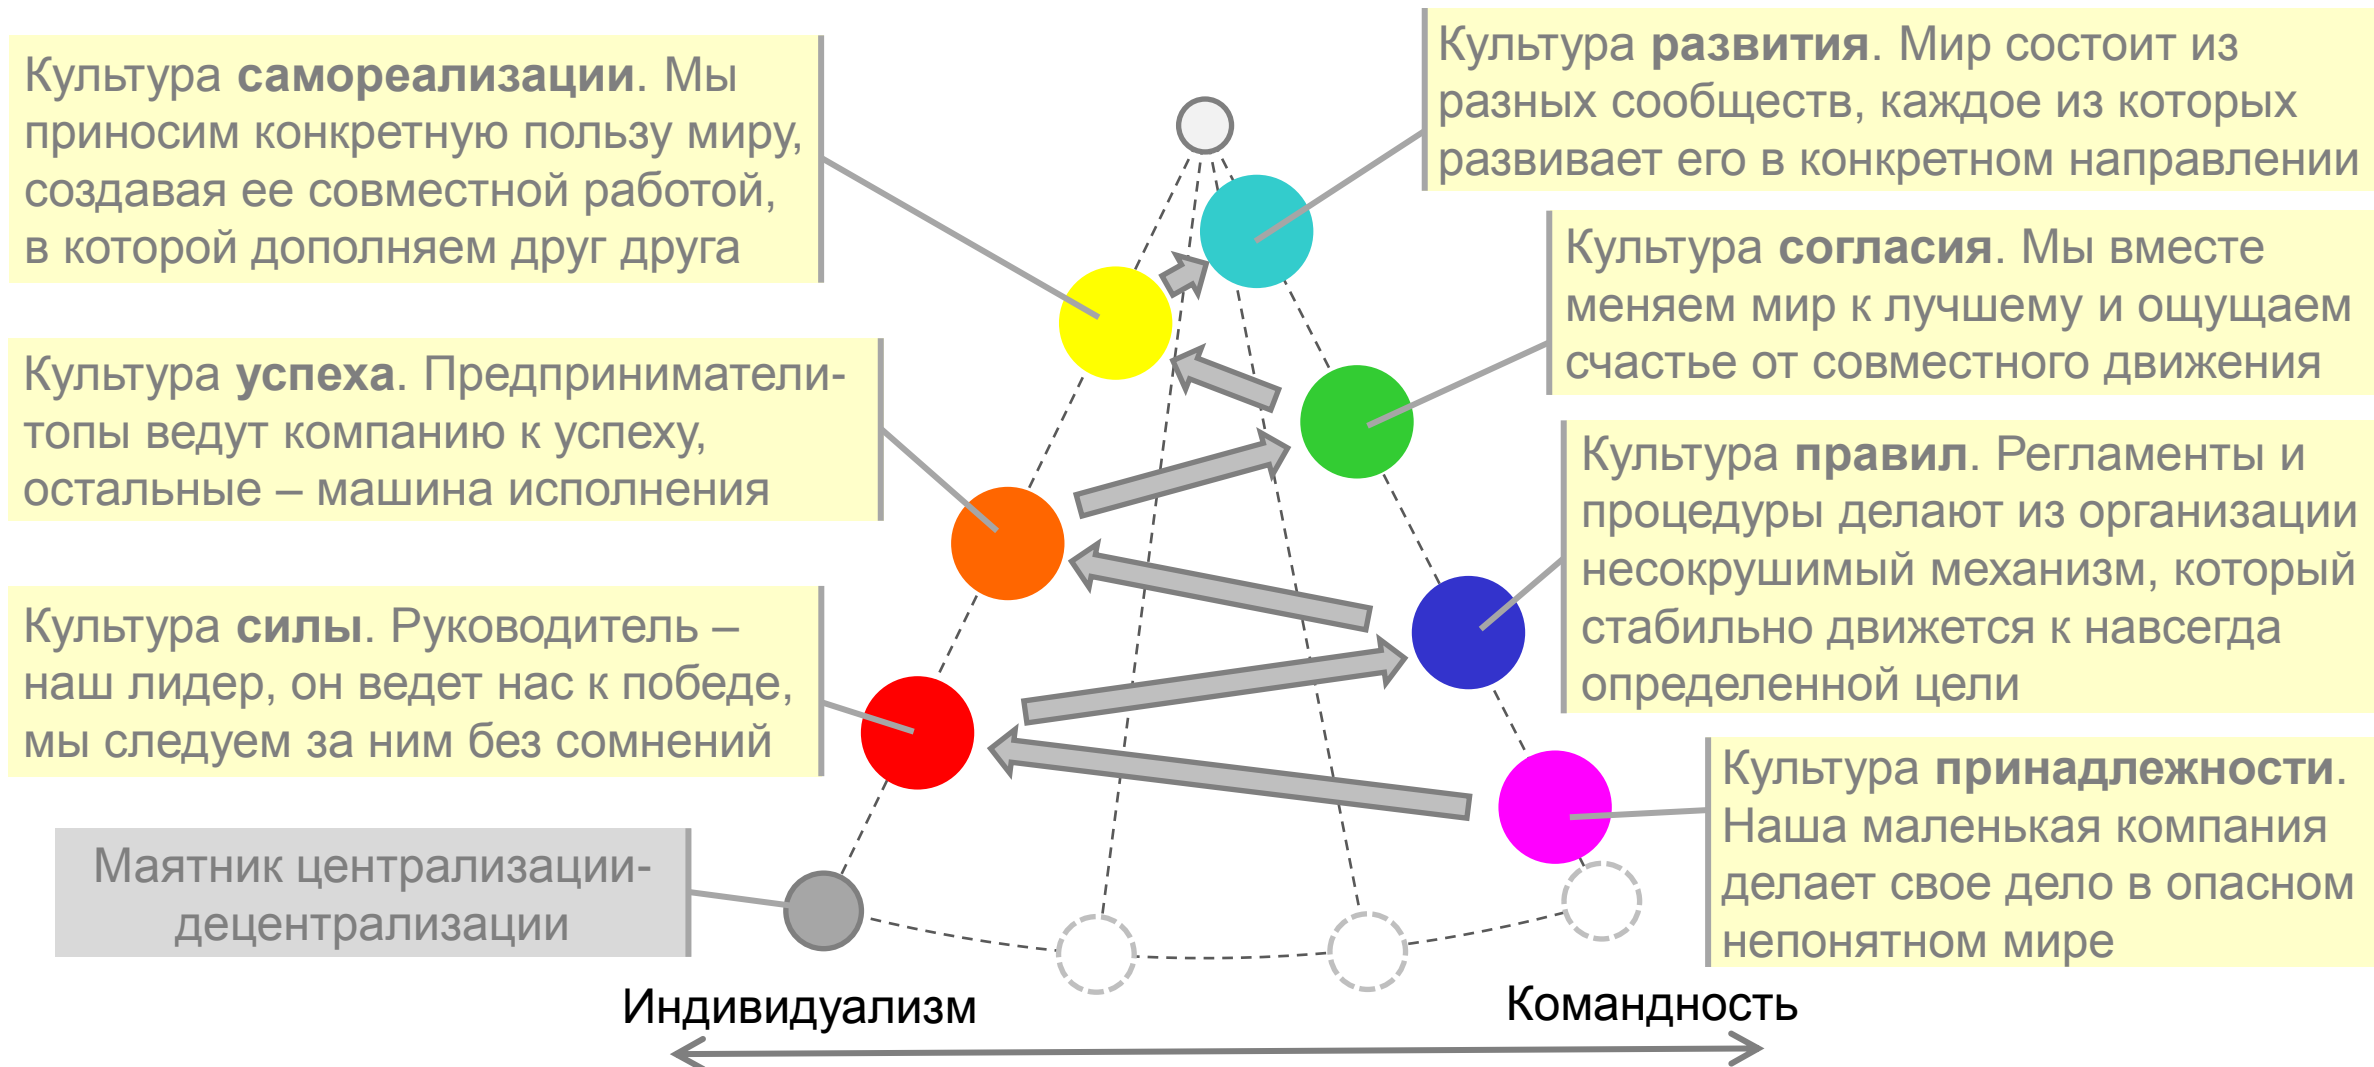 Культура самореализации. Мы
приносим конкретную пользу миру,
создавая ее совместной работой,
в которой дополняем друг друга
Культура развития. Мир состоит из
разных сообществ, каждое из которых
развивает его в конкретном направлении
Культура согласия. Мы вместе
меняем мир к лучшему и ощущаем
счастье от совместного движения
Культура успеха. Предприниматели-
топы ведут компанию к успеху,
остальные – машина исполнения
Культура правил. Регламенты и
процедуры делают из организации
несокрушимый механизм, который
стабильно движется к навсегда
определенной цели
Культура силы. Руководитель –
наш лидер, он ведет нас к победе,
мы следуем за ним без сомнений
Культура принадлежности.
Наша маленькая компания
делает свое дело в опасном
непонятном мире
Маятник централизации-
децентрализации
Индивидуализм
Командность